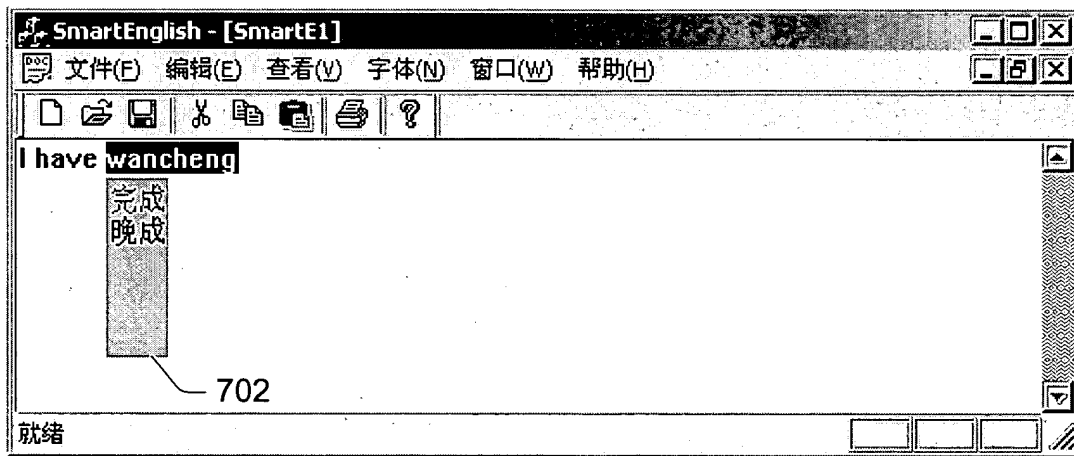 SmartEnglish - [SmartE1]
文件(F) 编辑(E) 查看(V) 字体(N) 窗口(W) 帮助(H)
I have wancheng
完成
晚成
702
就绪